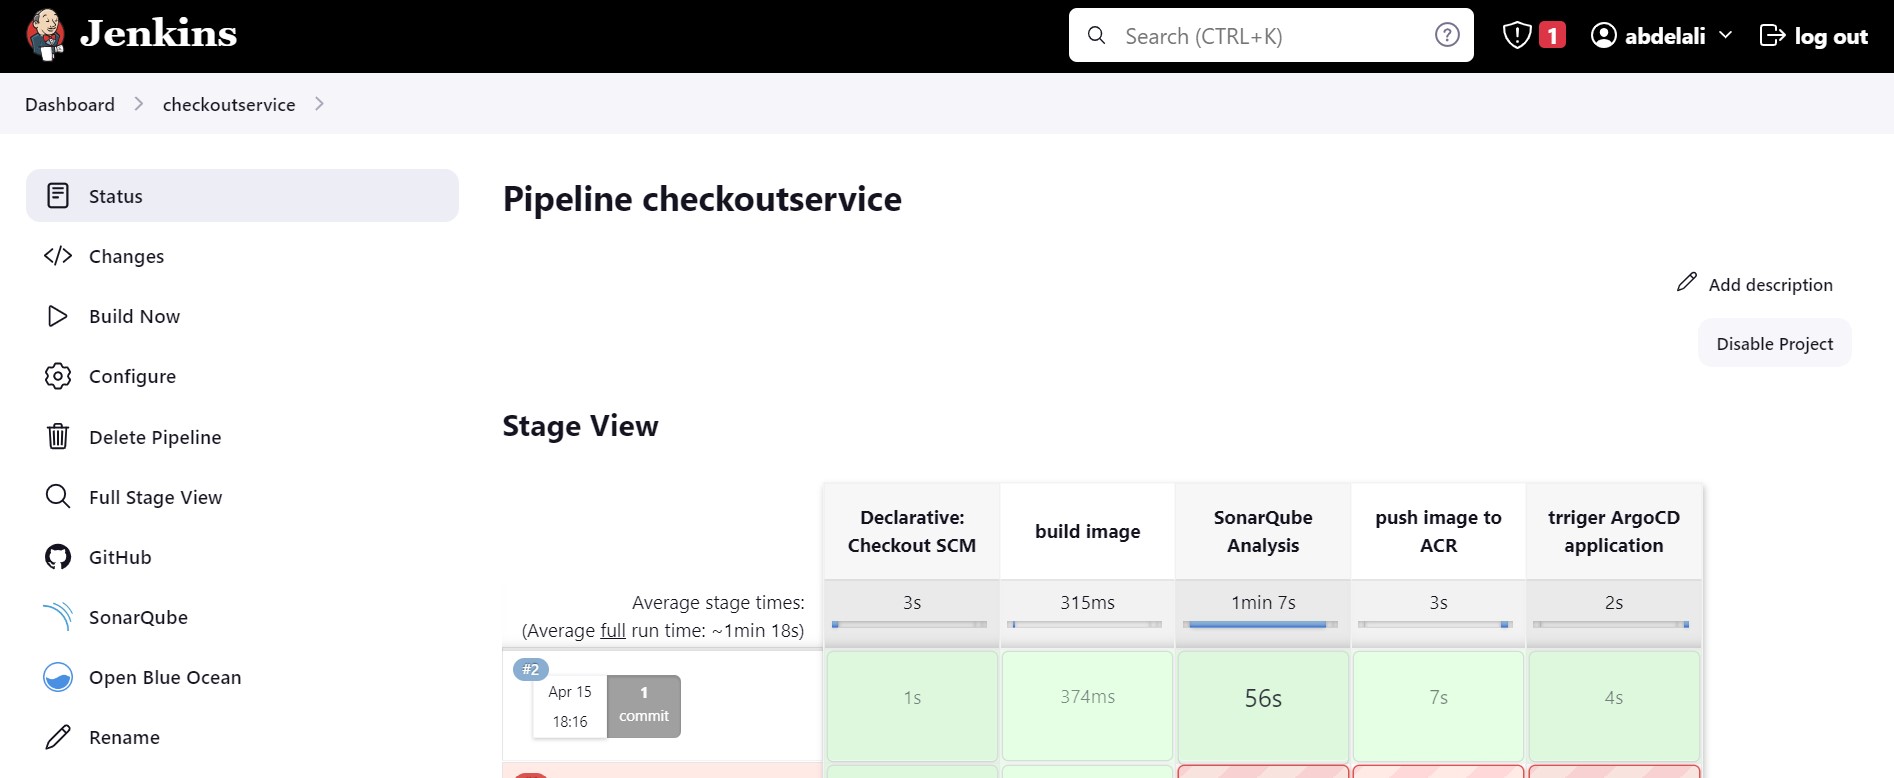 Jenkins
Search (CTRL+K)
?
1
abdelali
log out
Dashboard
checkoutservice
Status
Changes
Build Now
Configure
Delete Pipeline
Full Stage View
GitHub
SonarQube
Open Blue Ocean
Rename
Pipeline checkoutservice
Add description
Disable Project
Stage View
Declarative:
Checkout SCM
build image
SonarQube
Analysis
push image to
ACR
trriger ArgoCD
application
Average stage times:
(Average full run time: ~1min 18s)
3s
315ms
1min 7s
3s
2s
#2
Apr 15
18:16
1
commit
1s
374ms
56s
7s
4s